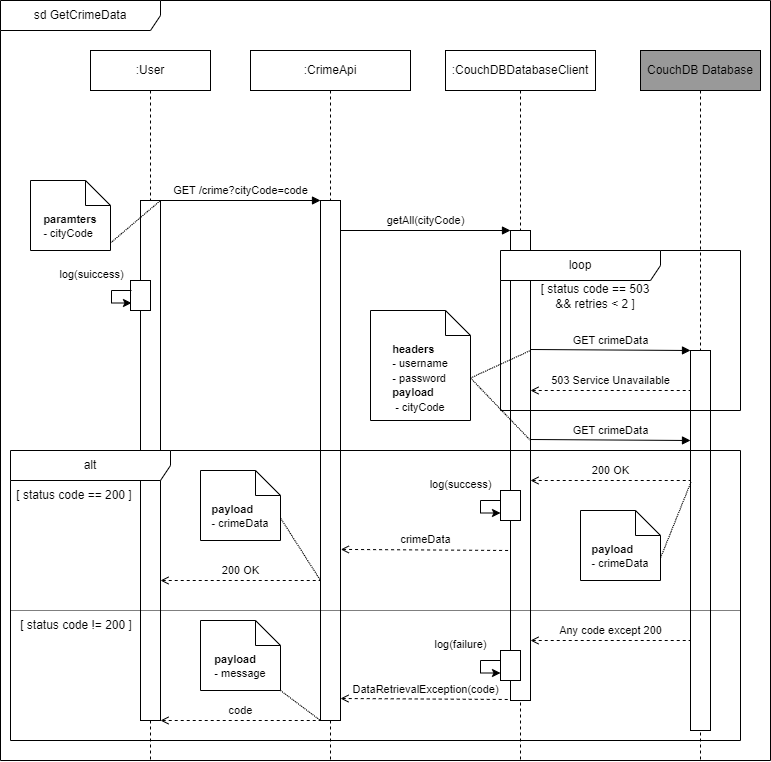 sd GetCrimeData
:User
:CrimeApi
:CouchDBDatabaseClient
CouchDB Database
GET /crime?cityCode=code
paramters
- cityCode
getAll(cityCode)
log(suiccess)
loop
[ status code == 503
&& retries < 2 ]
GET crimeData
headers
- username
- password
payload
- cityCode
503 Service Unavailable
GET crimeData
alt
200 OK
[ status code == 200 ]
log(success)
payload
- crimeData
crimeData
payload
- crimeData
200 OK
[ status code != 200 ]
Any code except 200
log(failure)
payload
- message
DataRetrievalException(code)
code